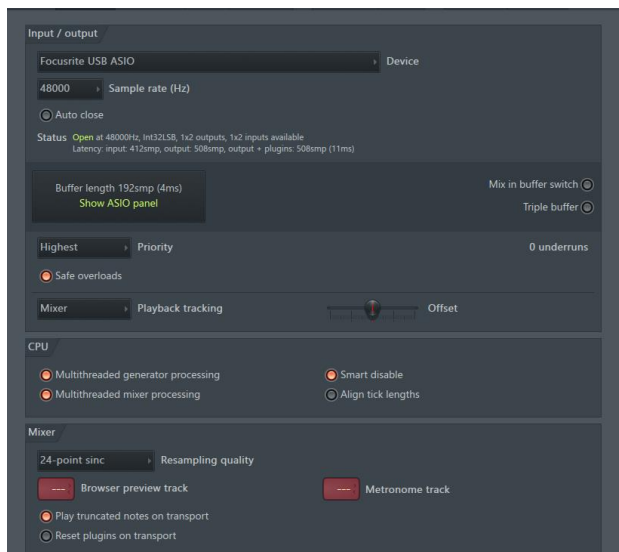 Input / output
Focusrite USB ASIO Device
48000 Sample rate (Hz)
Auto close
Status Open at 48000Hz, Int32LSB, 1x2 outputs, 1x2 inputs available
Latency: input: 412smp, output: 508smp, output + plugins: 508smp (11ms)
Buffer length 192smp (4ms)
Show ASIO panel
Mix in buffer switch
Triple buffer
Highest Priority 0 underruns
Safe overloads
Mixer Playback tracking Offset
CPU
Multithreaded generator processing Smart disable
Multithreaded mixer processing Align tick lengths
Mixer
24-point sinc Resampling quality
--- Browser preview track --- Metronome track
Play truncated notes on transport
Reset plugins on transport